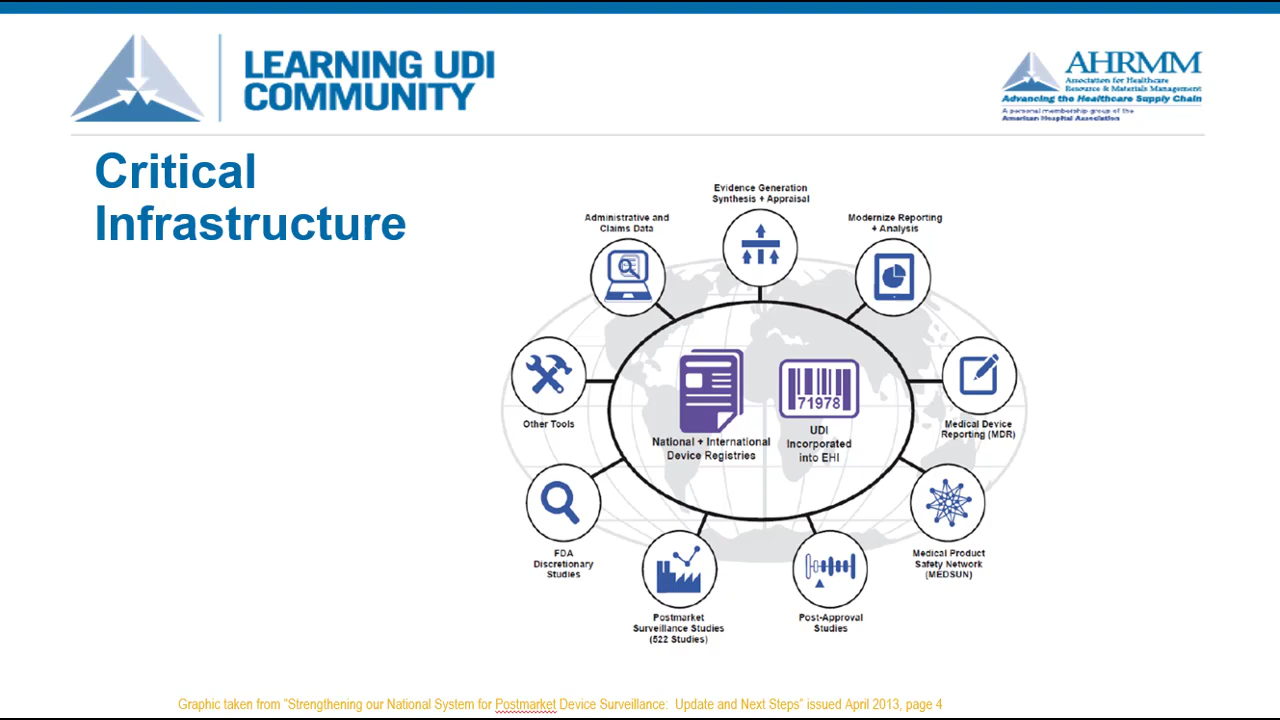 LEARNING UDI
COMMUNITY
AHRMM
Association for Healthcare
Resource & Materials Management
Advancing the Healthcare Supply Chain
A personal membership group of the
American Hospital Association
Critical
Infrastructure
Evidence Generation
Synthesis + Appraisal
Administrative and
Claims Data
Modernize Reporting
+ Analysis
Other Tools
71978
National + International
Device Registries
UDI
Incorporated
into EHI
Medical Device
Reporting (MDR)
FDA
Discretionary
Studies
Medical Product
Safety Network
(MEDSUN)
Postmarket
Surveillance Studies
(522 Studies)
Post-Approval
Studies
Graphic taken from "Strengthening our National System for Postmarket Device Surveillance:  Update and Next Steps" issued April 2013, page 4